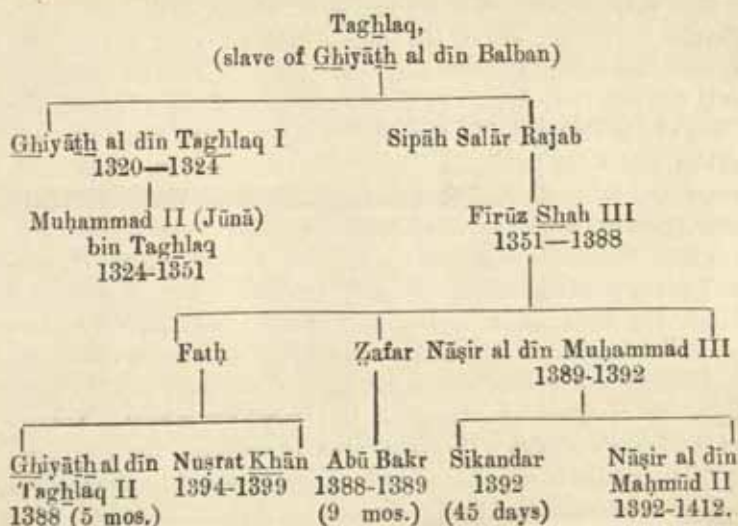 Taghlaq,
(slave of Ghiyāth al dīn Balban)
Ghiyāth al dīn Taghlaq I
1320—1324
Sipāh Salār Rajab
Muḥammad II (Jūnā)
bin Taghlaq
1324-1351
Fīrūz Shah III
1351—1388
Fatḥ
Ẓafar
Nāṣir al dīn Muḥammad III
1389-1392
Ghiyāth al dīn
Taghlaq II
1388 (5 mos.)
Nuṣrat Khān
1394-1399
Abū Bakr
1388-1389
(9 mos.)
Sikandar
1392
(45 days)
Nāṣir al dīn
Maḥmūd II
1392-1412.